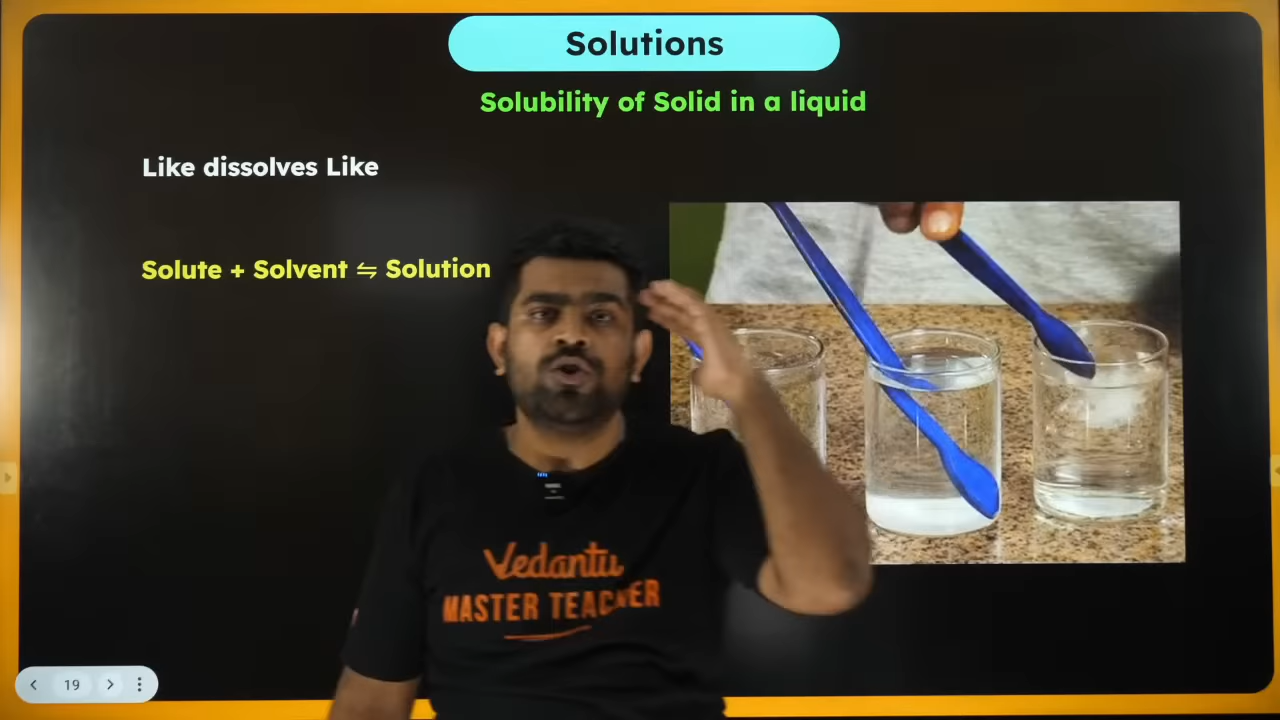 Solutions
Solubility of Solid in a liquid
Like dissolves Like
Solute + Solvent ⇋ Solution
Vedantu
MASTER TEACHER
19